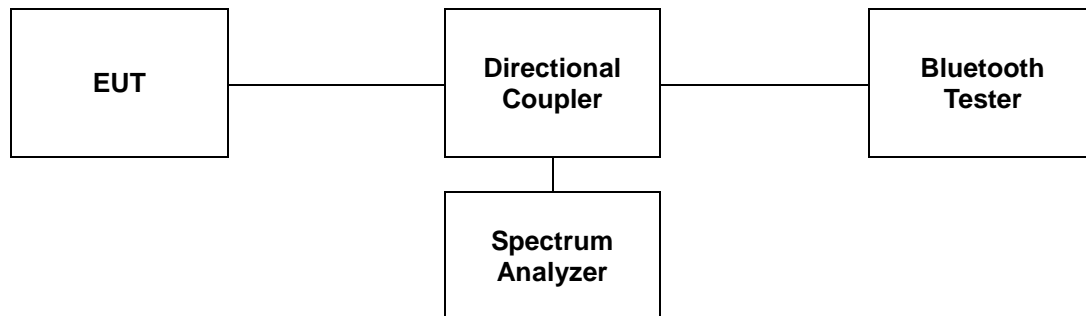 EUT
Directional
Coupler
Bluetooth
Tester
Spectrum
Analyzer